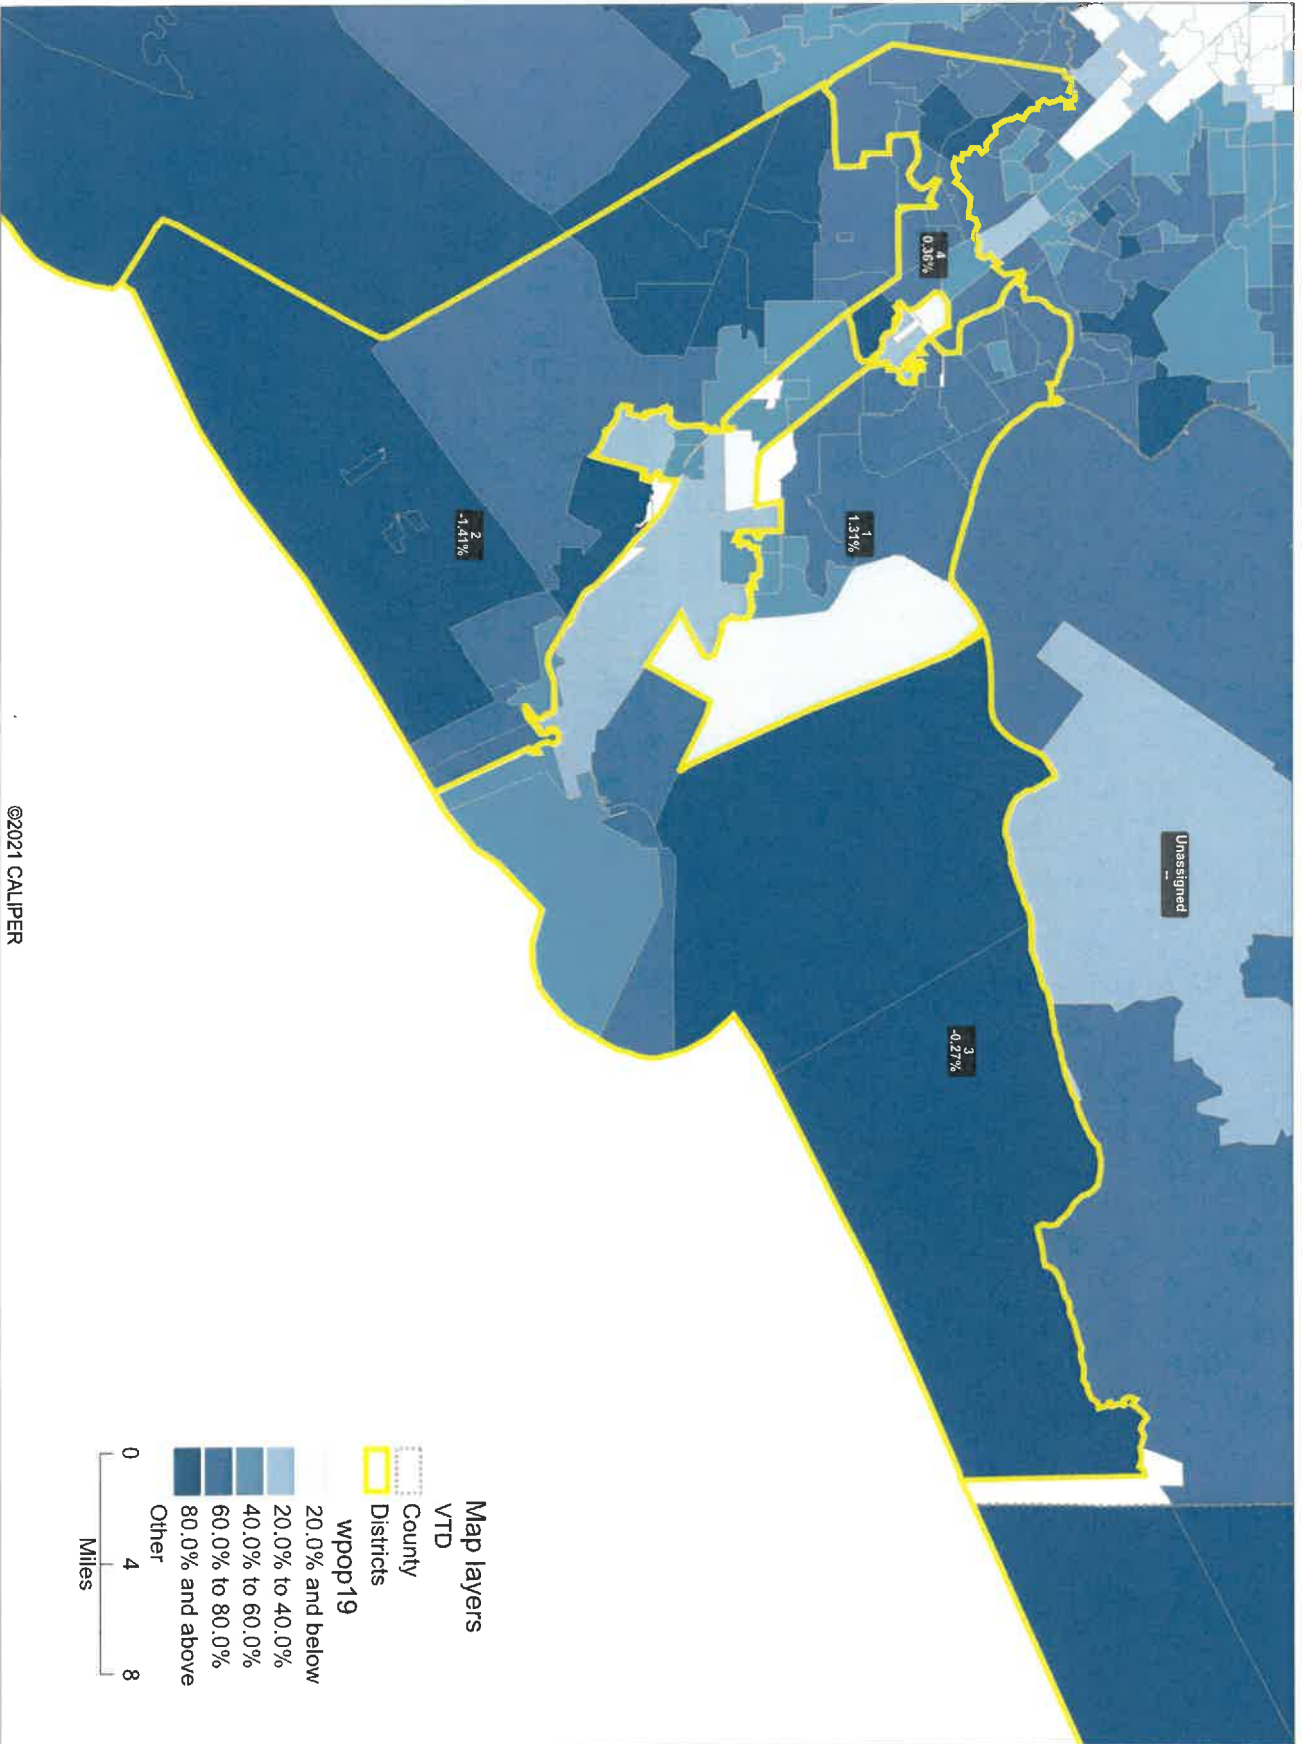 4
0.36%
1
1.31%
2
-1.41%
3
-0.27%
Unassigned
--
Map layers
VTD
County
Districts
wpop19
20.0% and below
20.0% to 40.0%
40.0% to 60.0%
60.0% to 80.0%
80.0% and above
Other
0 4 8
Miles
©2021 CALIPER